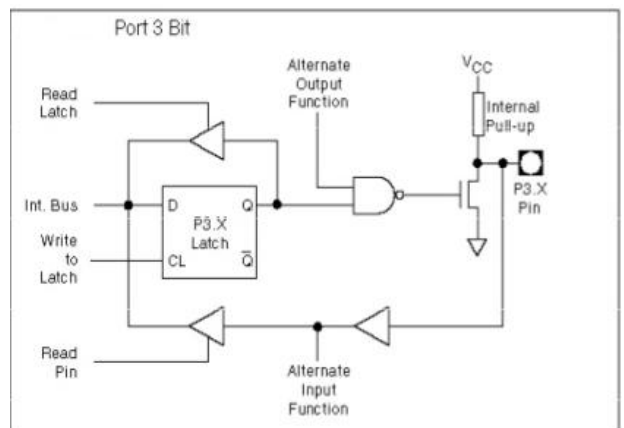 Port 3 Bit
Alternate
Output
Function
VCC
Read
Latch
Internal
Pull-up
P3.X
Pin
Int. Bus
D
Q
P3.X
Latch
Write
to
Latch
CL
Q̅
Read
Pin
Alternate
Input
Function